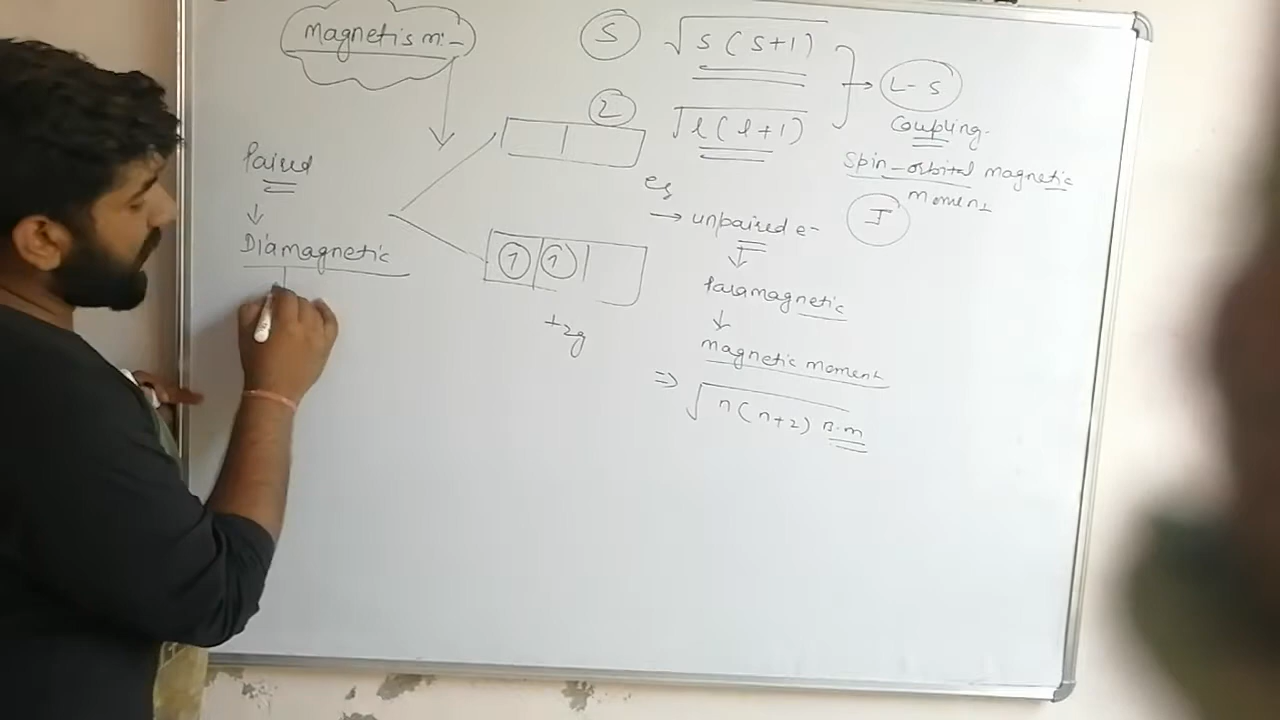 Magnetism:-
S √s(s+1)
L √l(l+1)
L-S
Coupling.
Spin-orbital magnetic
moment
J
Paired
↓
Diamagnetic
eg
1 1
t2g
→ unpaired e-
↓
Paramagnetic
↓
magnetic moment
⇒ √n(n+2) B.m